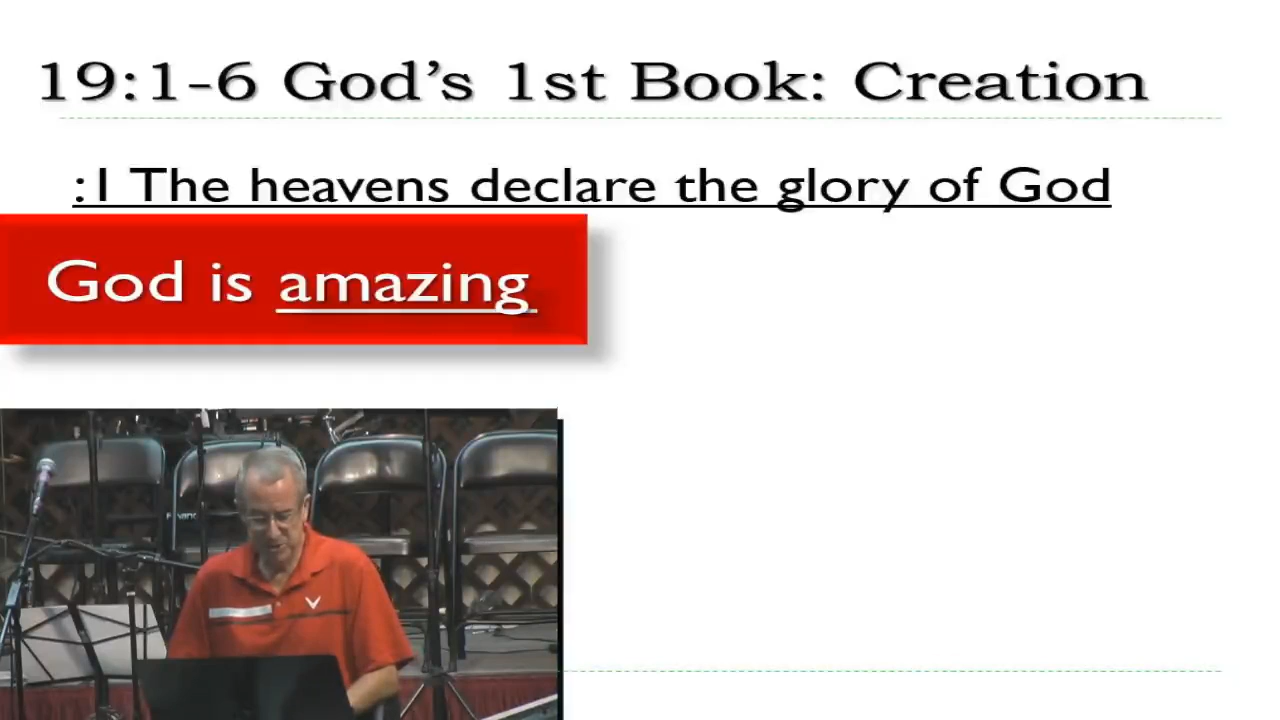 19:1-6 God’s 1st Book: Creation
:1 The heavens declare the glory of God
God is amazing